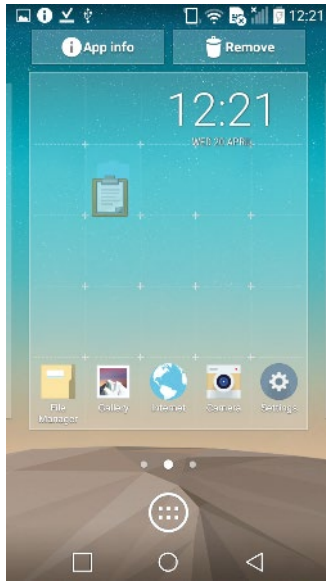 12:21
App info
Remove
12:21
WED 20 APRIL
File
Manager
Gallery
Internet
Camera
Settings